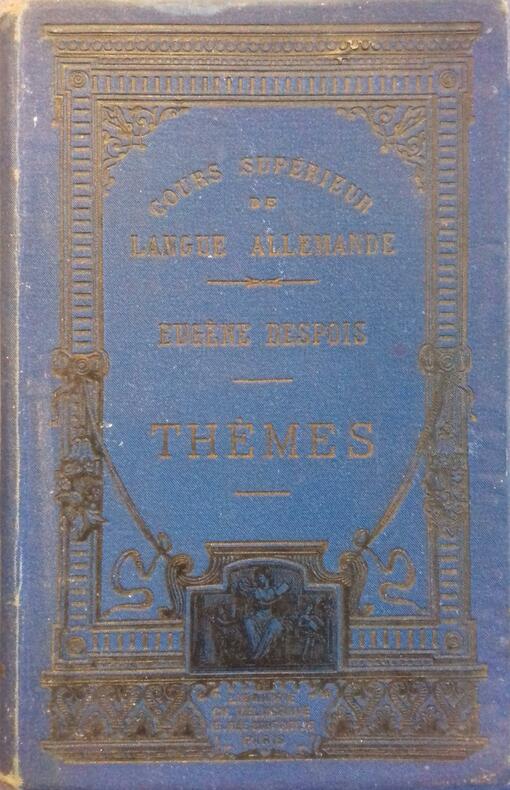 COURS SUPÉRIEUR
DE
LANGUE ALLEMANDE
EUGÈNE DESPOIS
THÈMES
PARIS